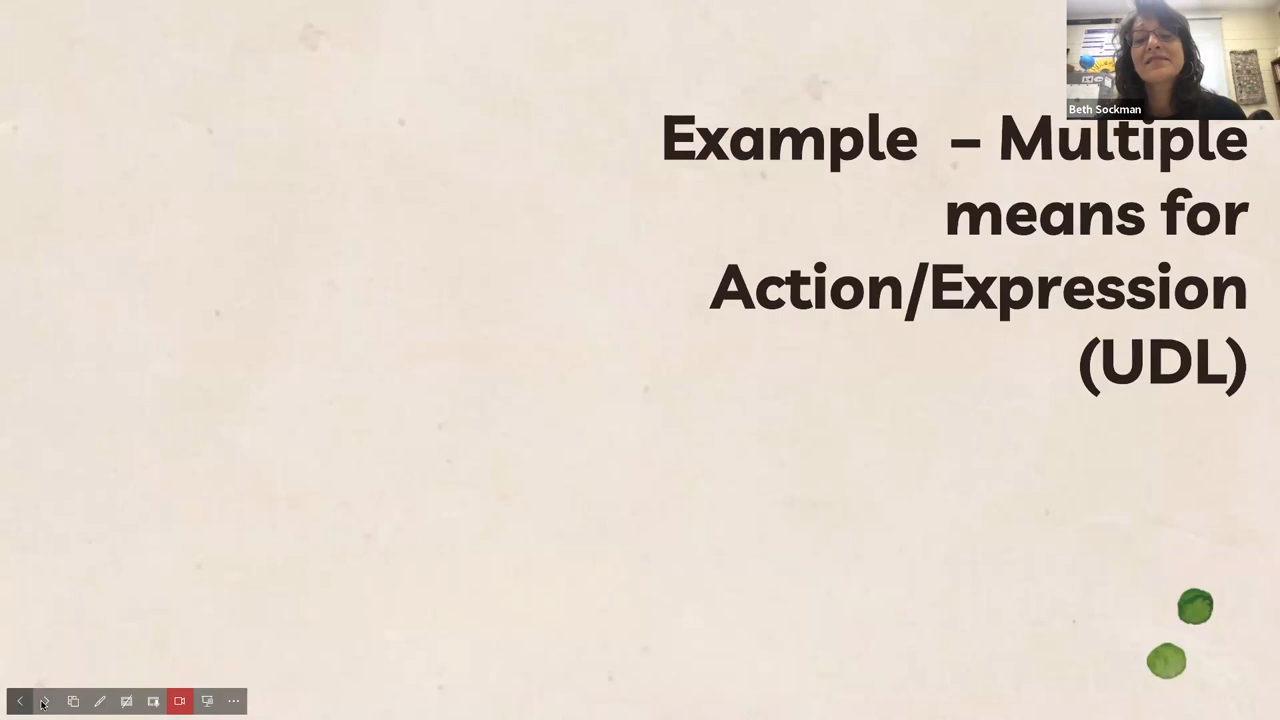 Beth Sockman
Example – Multiple
means for
Action/Expression
(UDL)